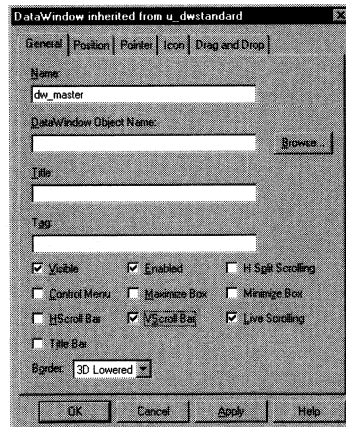 DataWindow inherited from u_dwstandard
General Position Pointer Icon Drag and Drop
Name:
dw_master
DataWindow Object Name:
Browse...
Title:
Tag:
Visible Enabled H Split Scrolling
Control Menu Maximize Box Minimize Box
HScroll Bar VScroll Bar Live Scrolling
Title Bar
Border: 3D Lowered
OK Cancel Apply Help